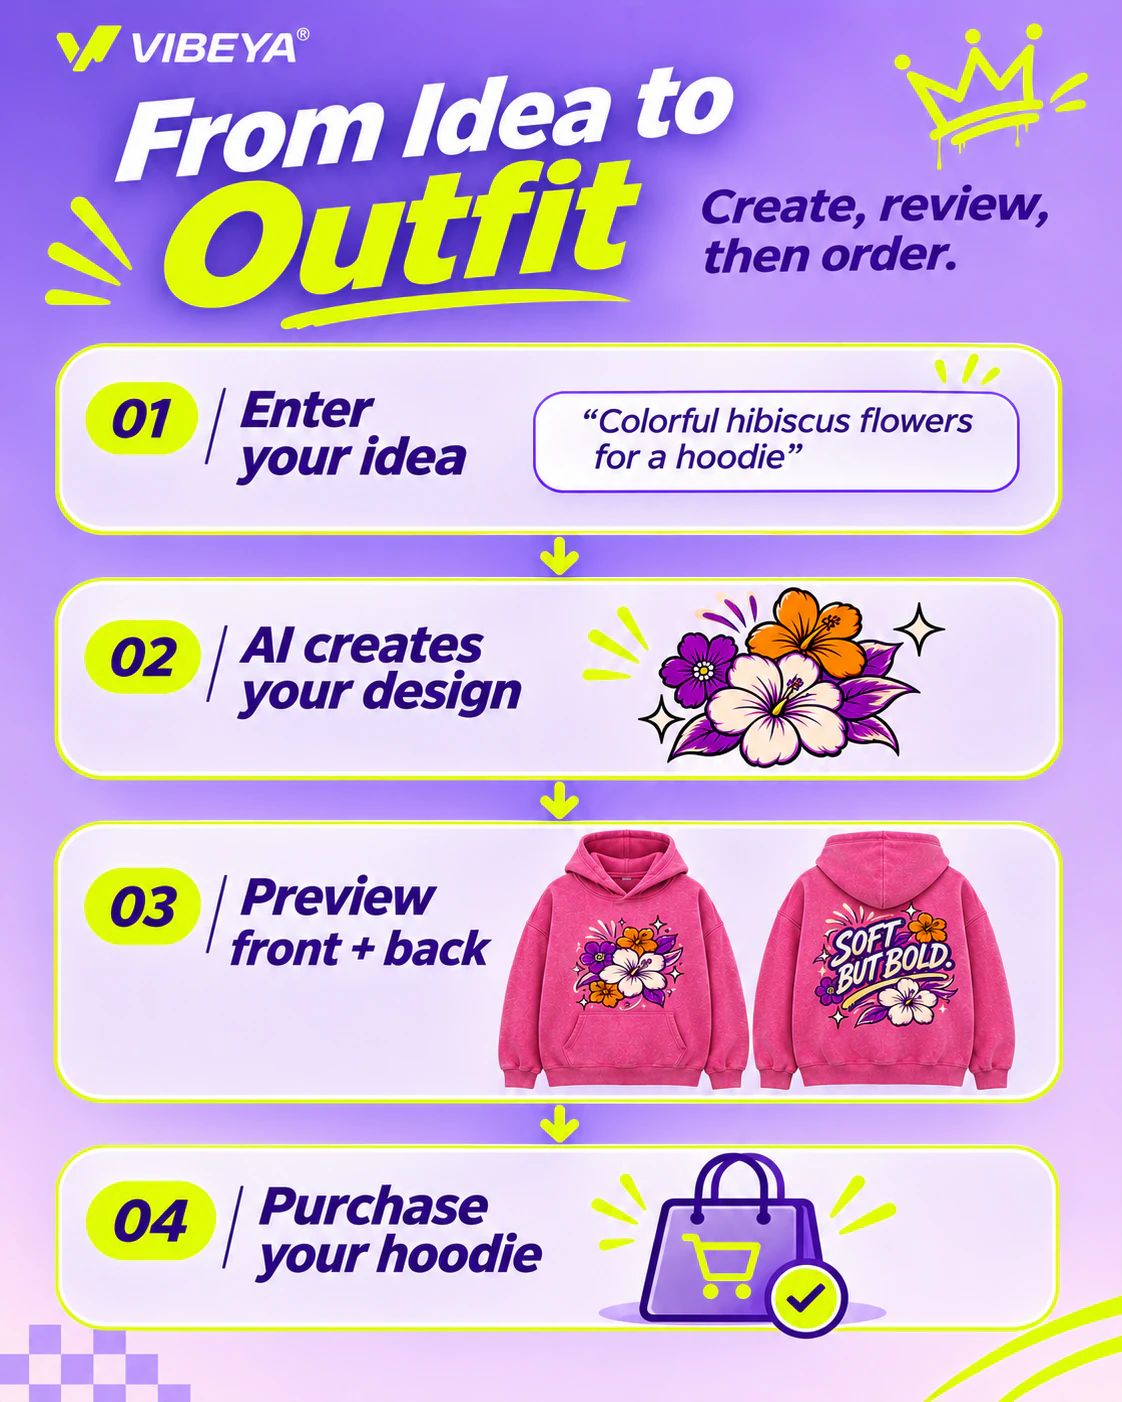 VIBEYA®
From Idea to
Outfit
Create, review,
then order.
01
Enter
your idea
“Colorful hibiscus flowers
for a hoodie”
02
AI creates
your design
03
Preview
front + back
SOFT
BUT BOLD.
04
Purchase
your hoodie